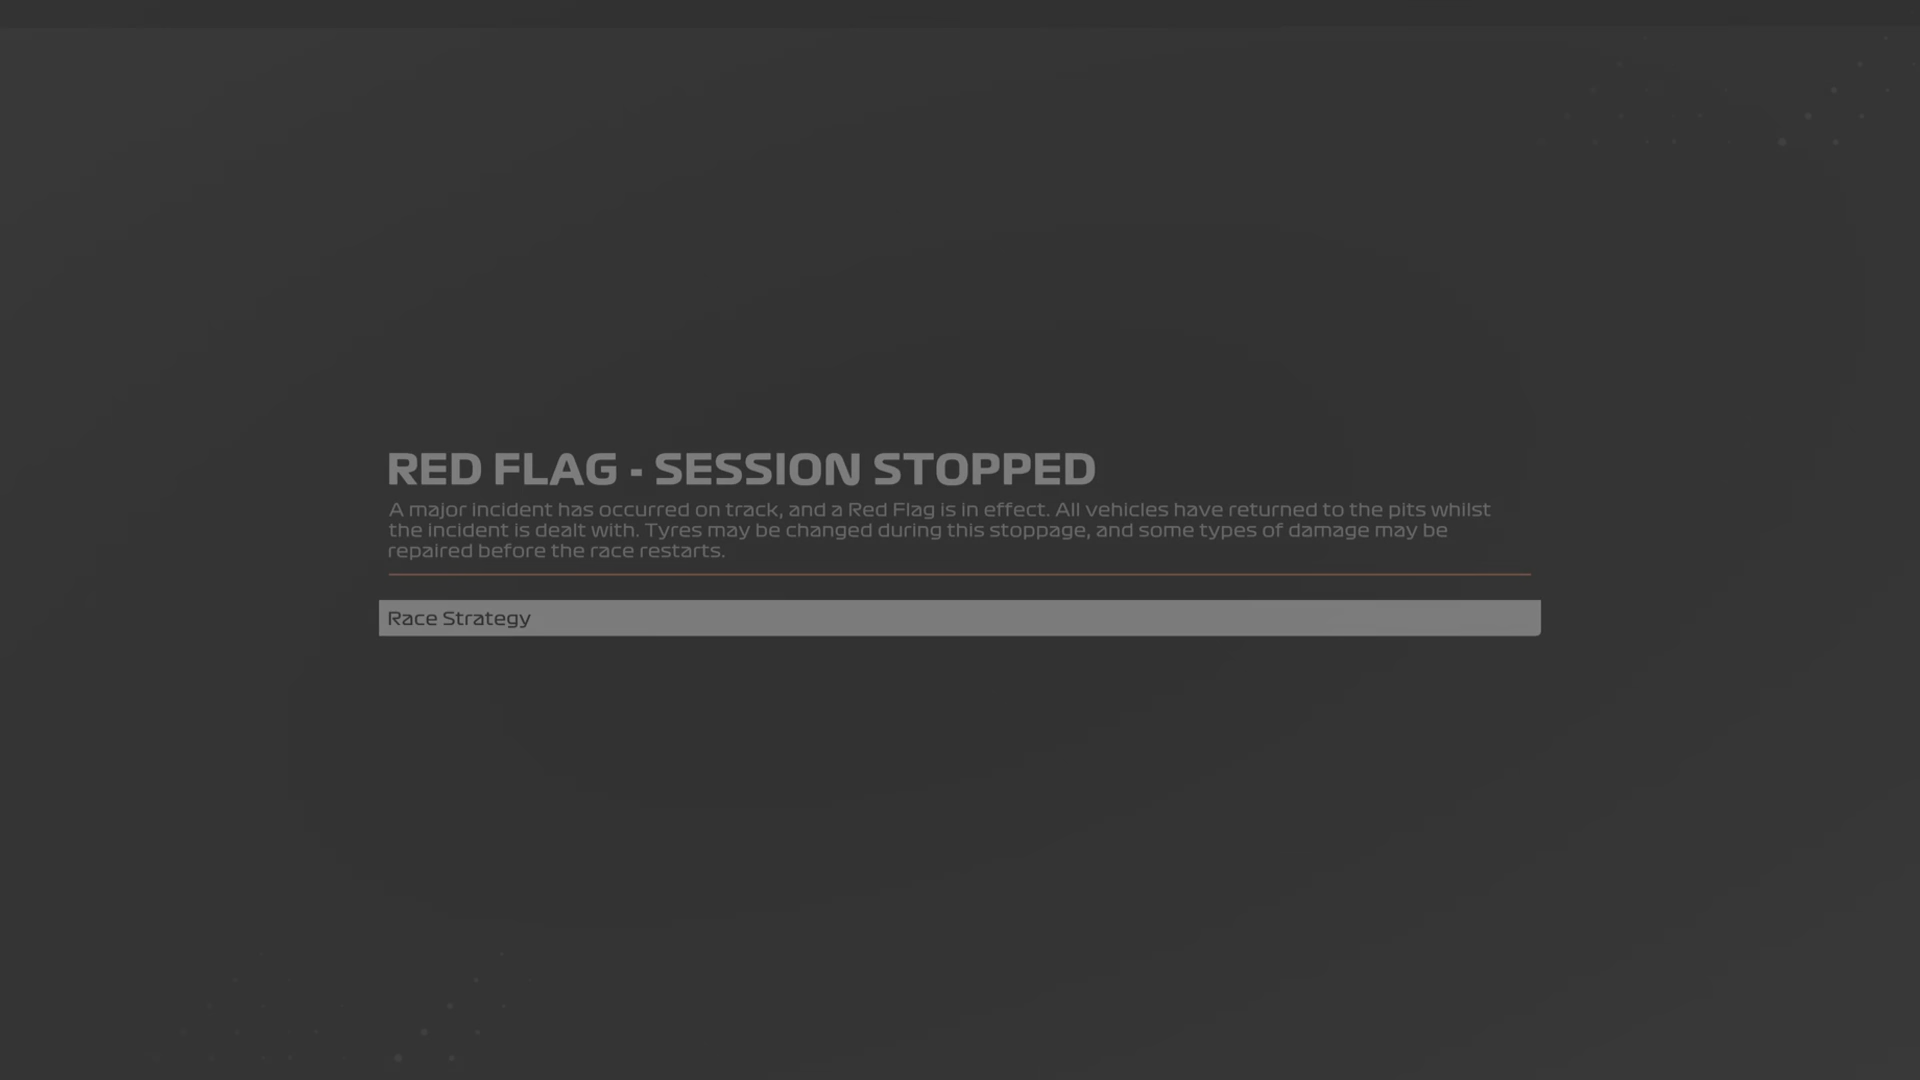 RED FLAG - SESSION STOPPED
A major incident has occurred on track, and a Red Flag is in effect. All vehicles have returned to the pits whilst
the incident is dealt with. Tyres may be changed during this stoppage, and some types of damage may be
repaired before the race restarts.
Race Strategy